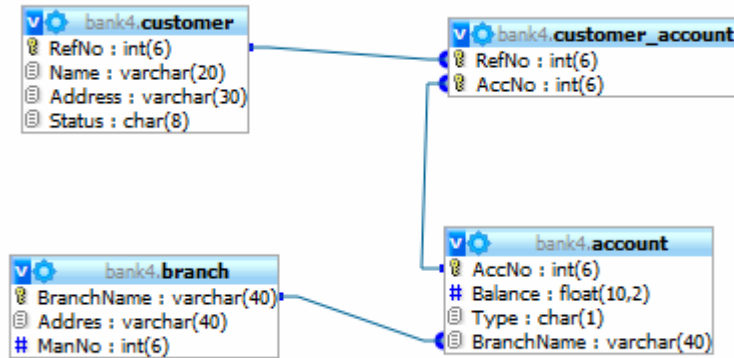 bank4.customer
RefNo : int(6)
Name : varchar(20)
Address : varchar(30)
Status : char(8)
bank4.customer_account
RefNo : int(6)
AccNo : int(6)
bank4.branch
BranchName : varchar(40)
Addres : varchar(40)
# ManNo : int(6)
bank4.account
AccNo : int(6)
# Balance : float(10,2)
Type : char(1)
BranchName : varchar(40)